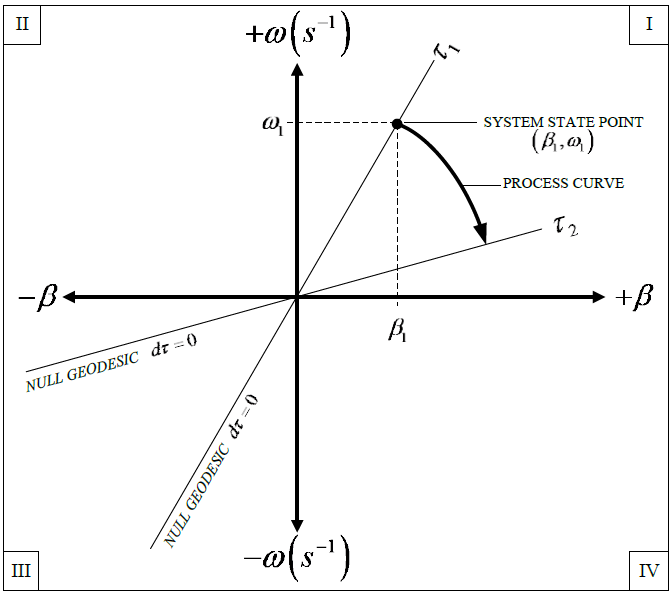 II
+ω(s⁻¹)
I
τ₁
ω₁
SYSTEM STATE POINT
(β₁,ω₁)
PROCESS CURVE
τ₂
−β
+β
β₁
NULL GEODESIC dτ=0
NULL GEODESIC dτ=0
III
−ω(s⁻¹)
IV